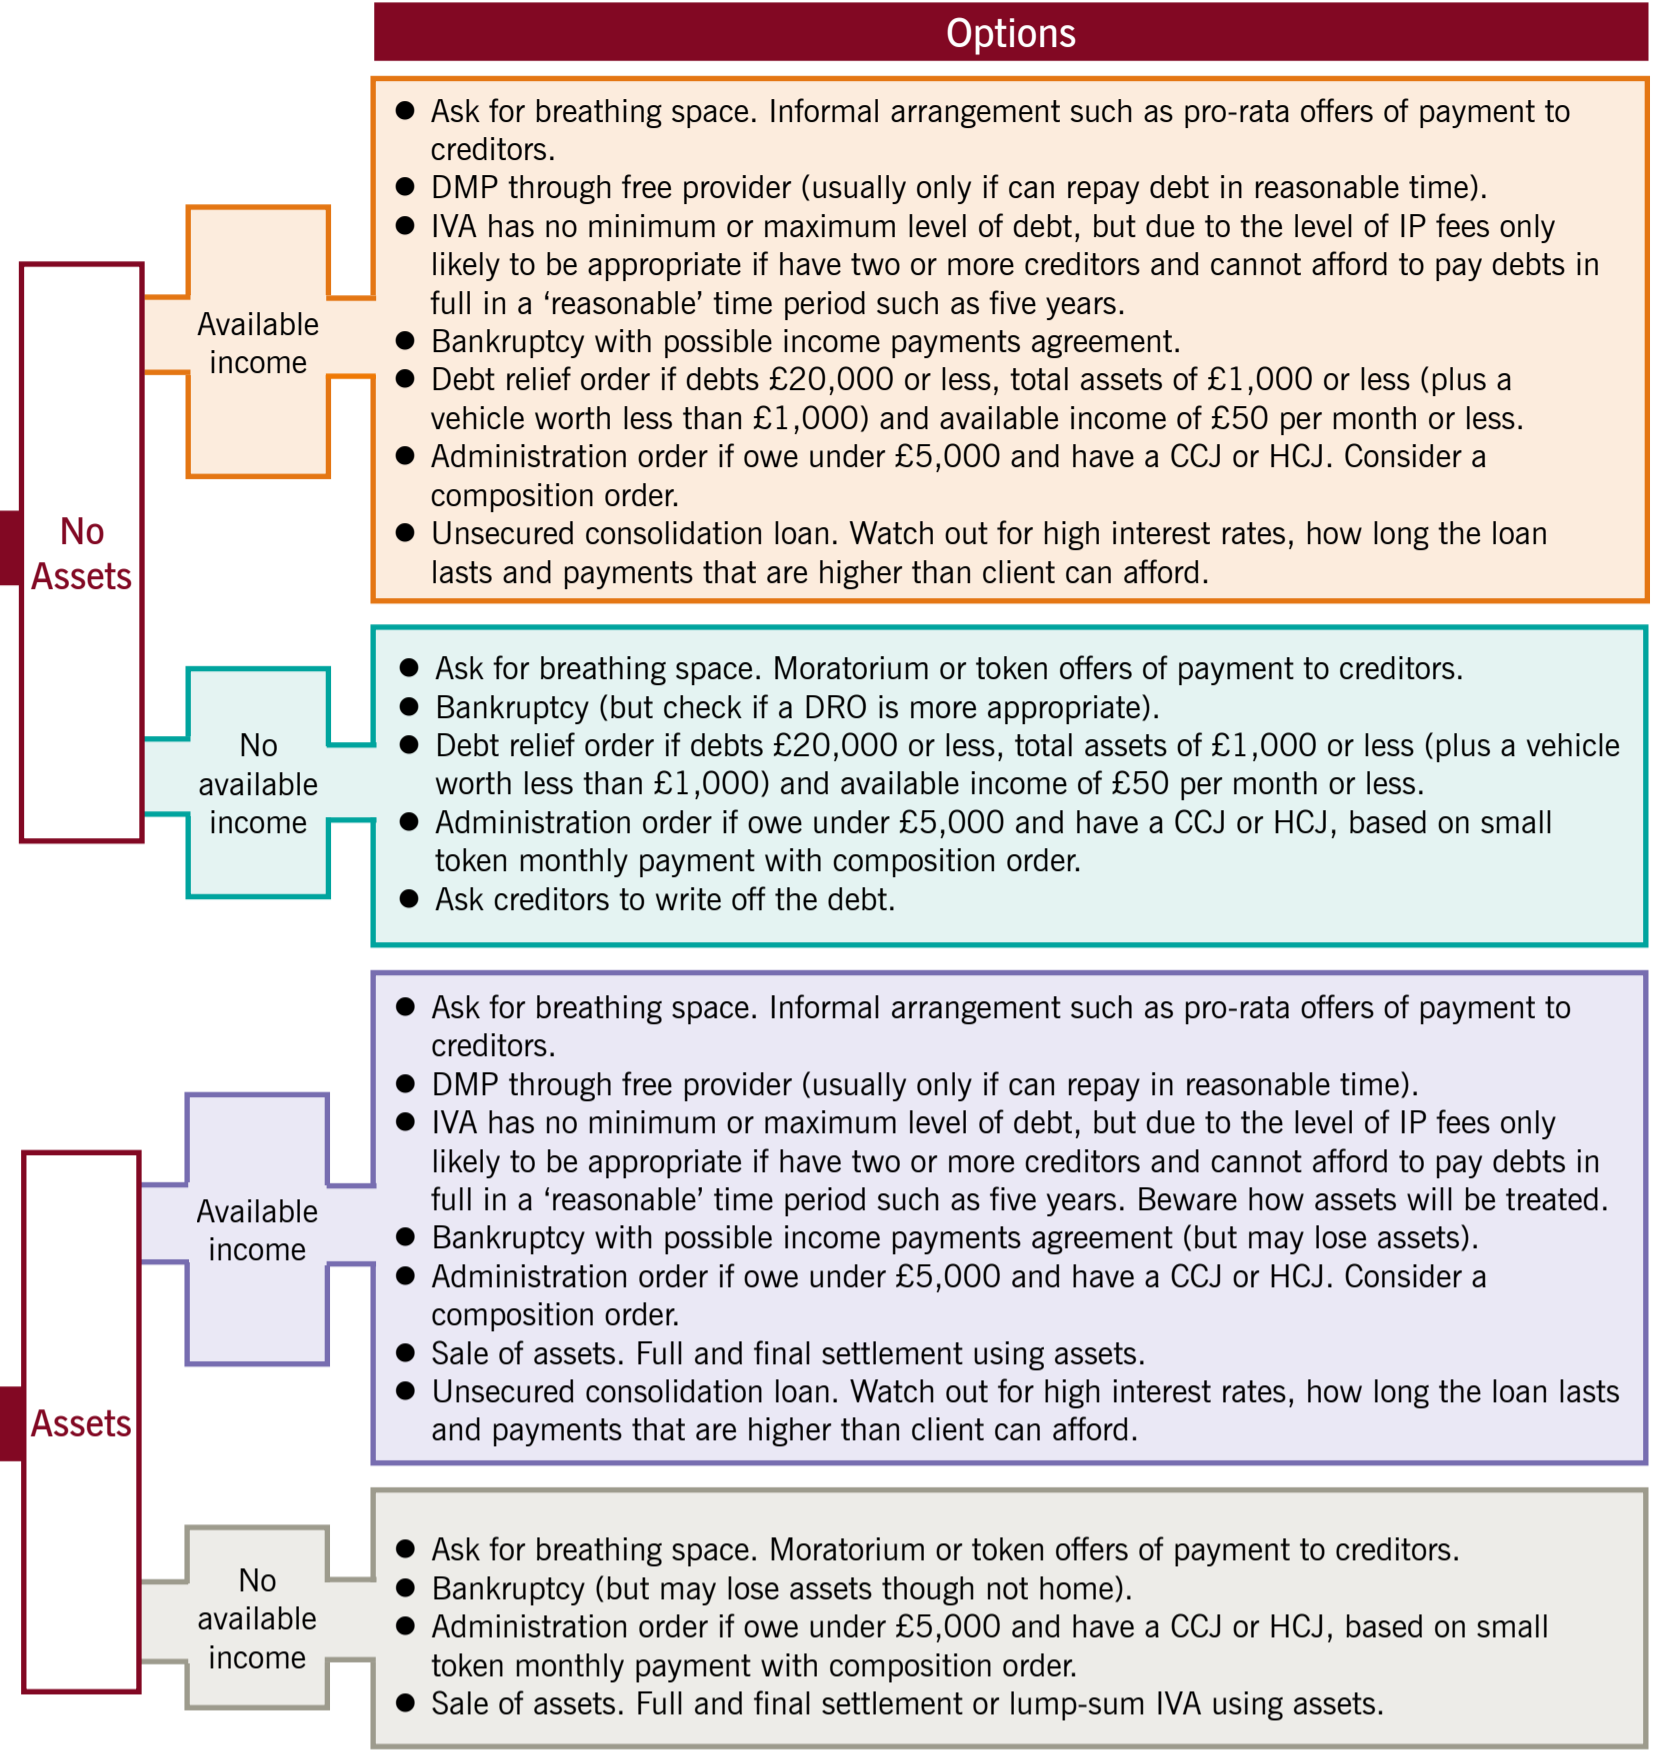 Options
No
Assets
Available
income
● Ask for breathing space. Informal arrangement such as pro-rata offers of payment to
creditors.
● DMP through free provider (usually only if can repay debt in reasonable time).
● IVA has no minimum or maximum level of debt, but due to the level of IP fees only
likely to be appropriate if have two or more creditors and cannot afford to pay debts in
full in a ‘reasonable’ time period such as five years.
● Bankruptcy with possible income payments agreement.
● Debt relief order if debts £20,000 or less, total assets of £1,000 or less (plus a
vehicle worth less than £1,000) and available income of £50 per month or less.
● Administration order if owe under £5,000 and have a CCJ or HCJ. Consider a
composition order.
● Unsecured consolidation loan. Watch out for high interest rates, how long the loan
lasts and payments that are higher than client can afford.
No
available
income
● Ask for breathing space. Moratorium or token offers of payment to creditors.
● Bankruptcy (but check if a DRO is more appropriate).
● Debt relief order if debts £20,000 or less, total assets of £1,000 or less (plus a vehicle
worth less than £1,000) and available income of £50 per month or less.
● Administration order if owe under £5,000 and have a CCJ or HCJ, based on small
token monthly payment with composition order.
● Ask creditors to write off the debt.
Assets
Available
income
● Ask for breathing space. Informal arrangement such as pro-rata offers of payment to
creditors.
● DMP through free provider (usually only if can repay in reasonable time).
● IVA has no minimum or maximum level of debt, but due to the level of IP fees only
likely to be appropriate if have two or more creditors and cannot afford to pay debts in
full in a ‘reasonable’ time period such as five years. Beware how assets will be treated.
● Bankruptcy with possible income payments agreement (but may lose assets).
● Administration order if owe under £5,000 and have a CCJ or HCJ. Consider a
composition order.
● Sale of assets. Full and final settlement using assets.
● Unsecured consolidation loan. Watch out for high interest rates, how long the loan lasts
and payments that are higher than client can afford.
No
available
income
● Ask for breathing space. Moratorium or token offers of payment to creditors.
● Bankruptcy (but may lose assets though not home).
● Administration order if owe under £5,000 and have a CCJ or HCJ, based on small
token monthly payment with composition order.
● Sale of assets. Full and final settlement or lump-sum IVA using assets.